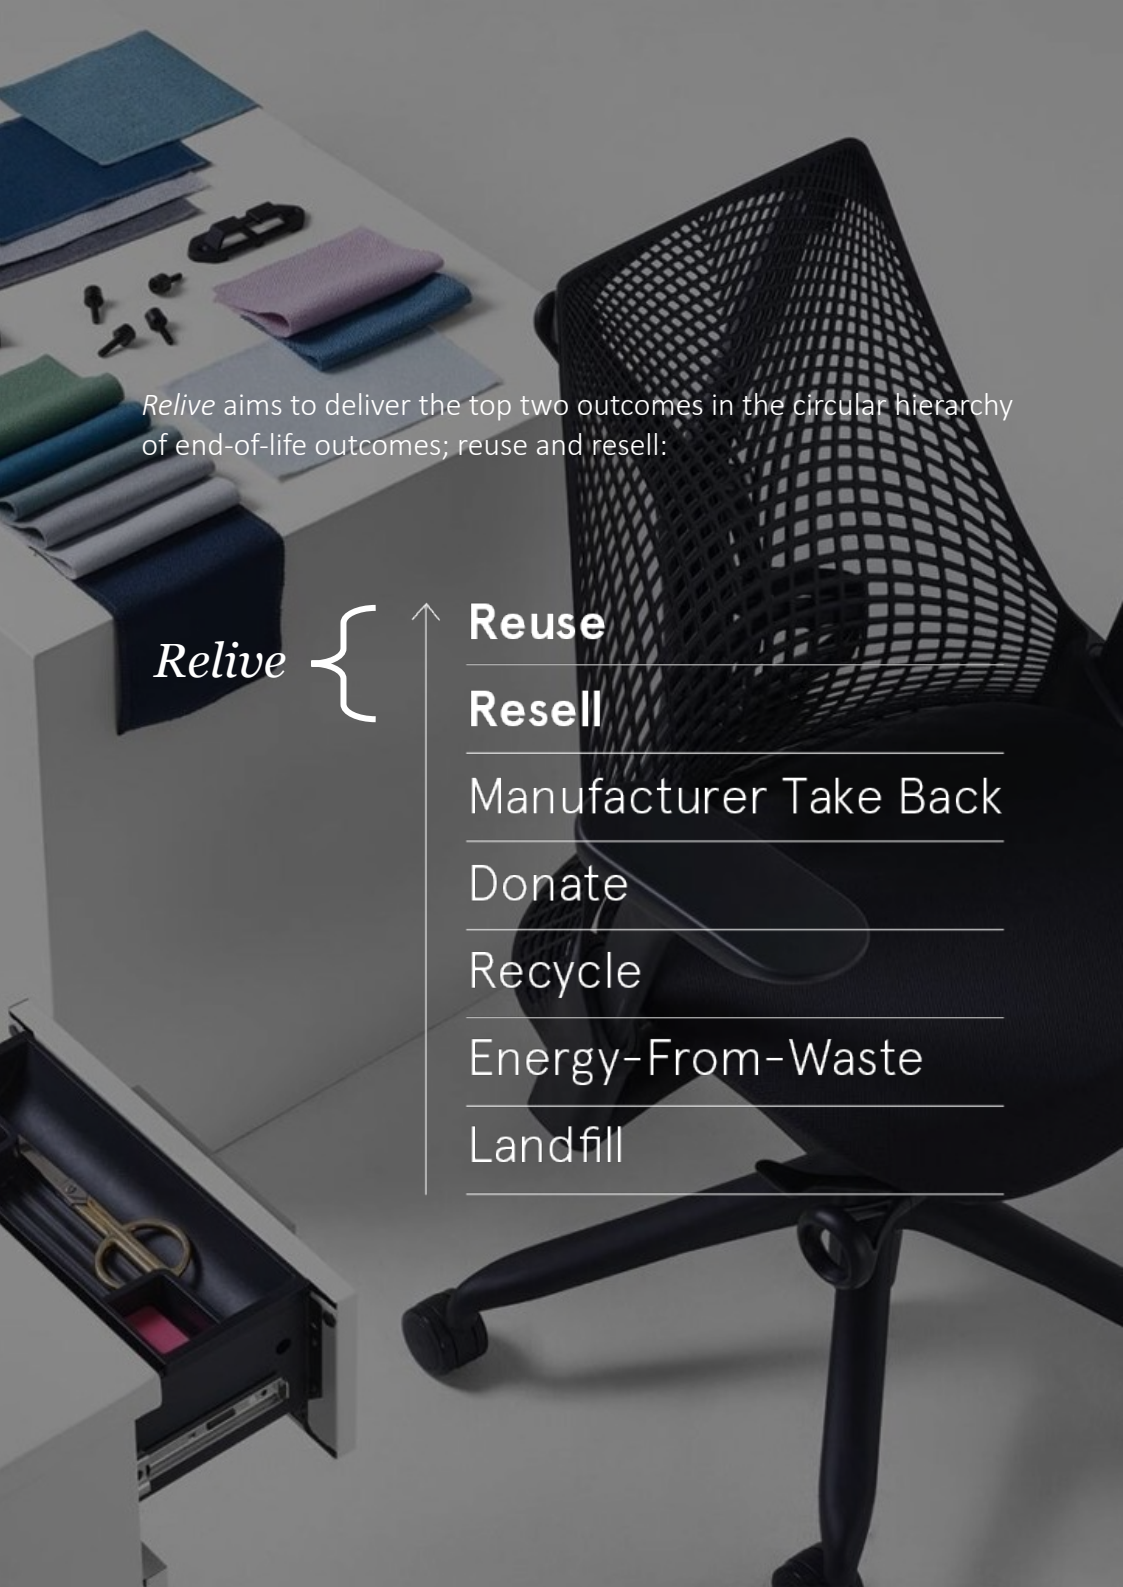 Relive aims to deliver the top two outcomes in the circular hierarchy
of end-of-life outcomes; reuse and resell:
Reuse
Relive
Resell
Manufacturer Take Back
Donate
Recycle
Energy-From-Waste
Landfill